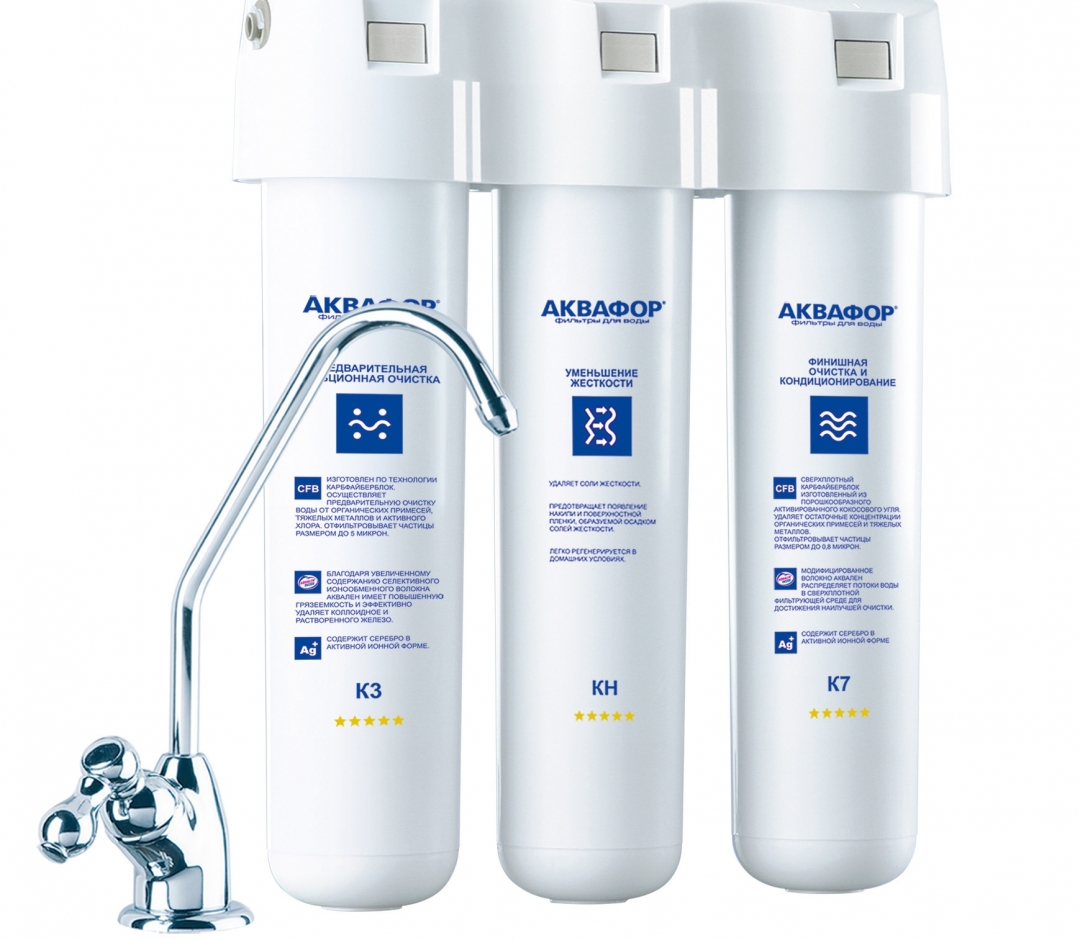 АКВАФОР®
ЕДВАРИТЕЛЬНАЯ
ЦИОННАЯ ОЧИСТКА
CFB
ИЗГОТОВЛЕН ПО ТЕХНОЛОГИИ
КАРБФАЙБЕРБЛОК.
ОСУЩЕСТВЛЯЕТ
ПРЕДВАРИТЕЛЬНУЮ ОЧИСТКУ
ВОДЫ ОТ ОРГАНИЧЕСКИХ ПРИМЕСЕЙ,
ТЯЖЕЛЫХ МЕТАЛЛОВ И АКТИВНОГО
ХЛОРА. ОТФИЛЬТРОВЫВАЕТ ЧАСТИЦЫ
РАЗМЕРОМ ДО 5 МИКРОН.
БЛАГОДАРЯ УВЕЛИЧЕННОМУ
СОДЕРЖАНИЮ СЕЛЕКТИВНОГО
ИОНООБМЕННОГО ВОЛОКНА
АКВАЛЕН ИМЕЕТ ПОВЫШЕННУЮ
ГРЯЗЕЕМКОСТЬ И ЭФФЕКТИВНО
УДАЛЯЕТ КОЛЛОИДНОЕ И
РАСТВОРЕННОГО ЖЕЛЕЗО.
Ag+
СОДЕРЖИТ СЕРЕБРО В
АКТИВНОЙ ИОННОЙ ФОРМЕ.
К3
АКВАФОР®
фильтры для воды
УМЕНЬШЕНИЕ
ЖЕСТКОСТИ
УДАЛЯЕТ СОЛИ ЖЕСТКОСТИ.
ПРЕДОТВРАЩАЕТ ПОЯВЛЕНИЕ
НАКИПИ И ПОВЕРХНОСТНОЙ
ПЛЕНКИ, ОБРАЗУЕМОЙ ОСАДКОМ
СОЛЕЙ ЖЕСТКОСТИ.
ЛЕГКО РЕГЕНЕРИРУЕТСЯ В
ДОМАШНИХ УСЛОВИЯХ.
КН
АКВАФОР®
фильтры для воды
ФИНИШНАЯ
ОЧИСТКА И
КОНДИЦИОНИРОВАНИЕ
CFB
СВЕРХПЛОТНЫЙ
КАРБФАЙБЕРБЛОК
ИЗГОТОВЛЕННЫЙ ИЗ
ПОРОШКООБРАЗНОГО
АКТИВИРОВАННОГО КОКОСОВОГО УГЛЯ.
УДАЛЯЕТ ОСТАТОЧНЫЕ КОНЦЕНТРАЦИИ
ОРГАНИЧЕСКИХ ПРИМЕСЕЙ И ТЯЖЕЛЫХ
МЕТАЛЛОВ.
ОТФИЛЬТРОВЫВАЕТ ЧАСТИЦЫ
РАЗМЕРОМ ДО 0,8 МИКРОН.
МОДИФИЦИРОВАННОЕ
ВОЛОКНО АКВАЛЕН
РАСПРЕДЕЛЯЕТ ПОТОКИ ВОДЫ
В СВЕРХПЛОТНОЙ
ФИЛЬТРУЮЩЕЙ СРЕДЕ ДЛЯ
ДОСТИЖЕНИЯ НАИЛУЧШЕЙ ОЧИСТКИ.
Ag+
СОДЕРЖИТ СЕРЕБРО В
АКТИВНОЙ ИОННОЙ ФОРМЕ
К7